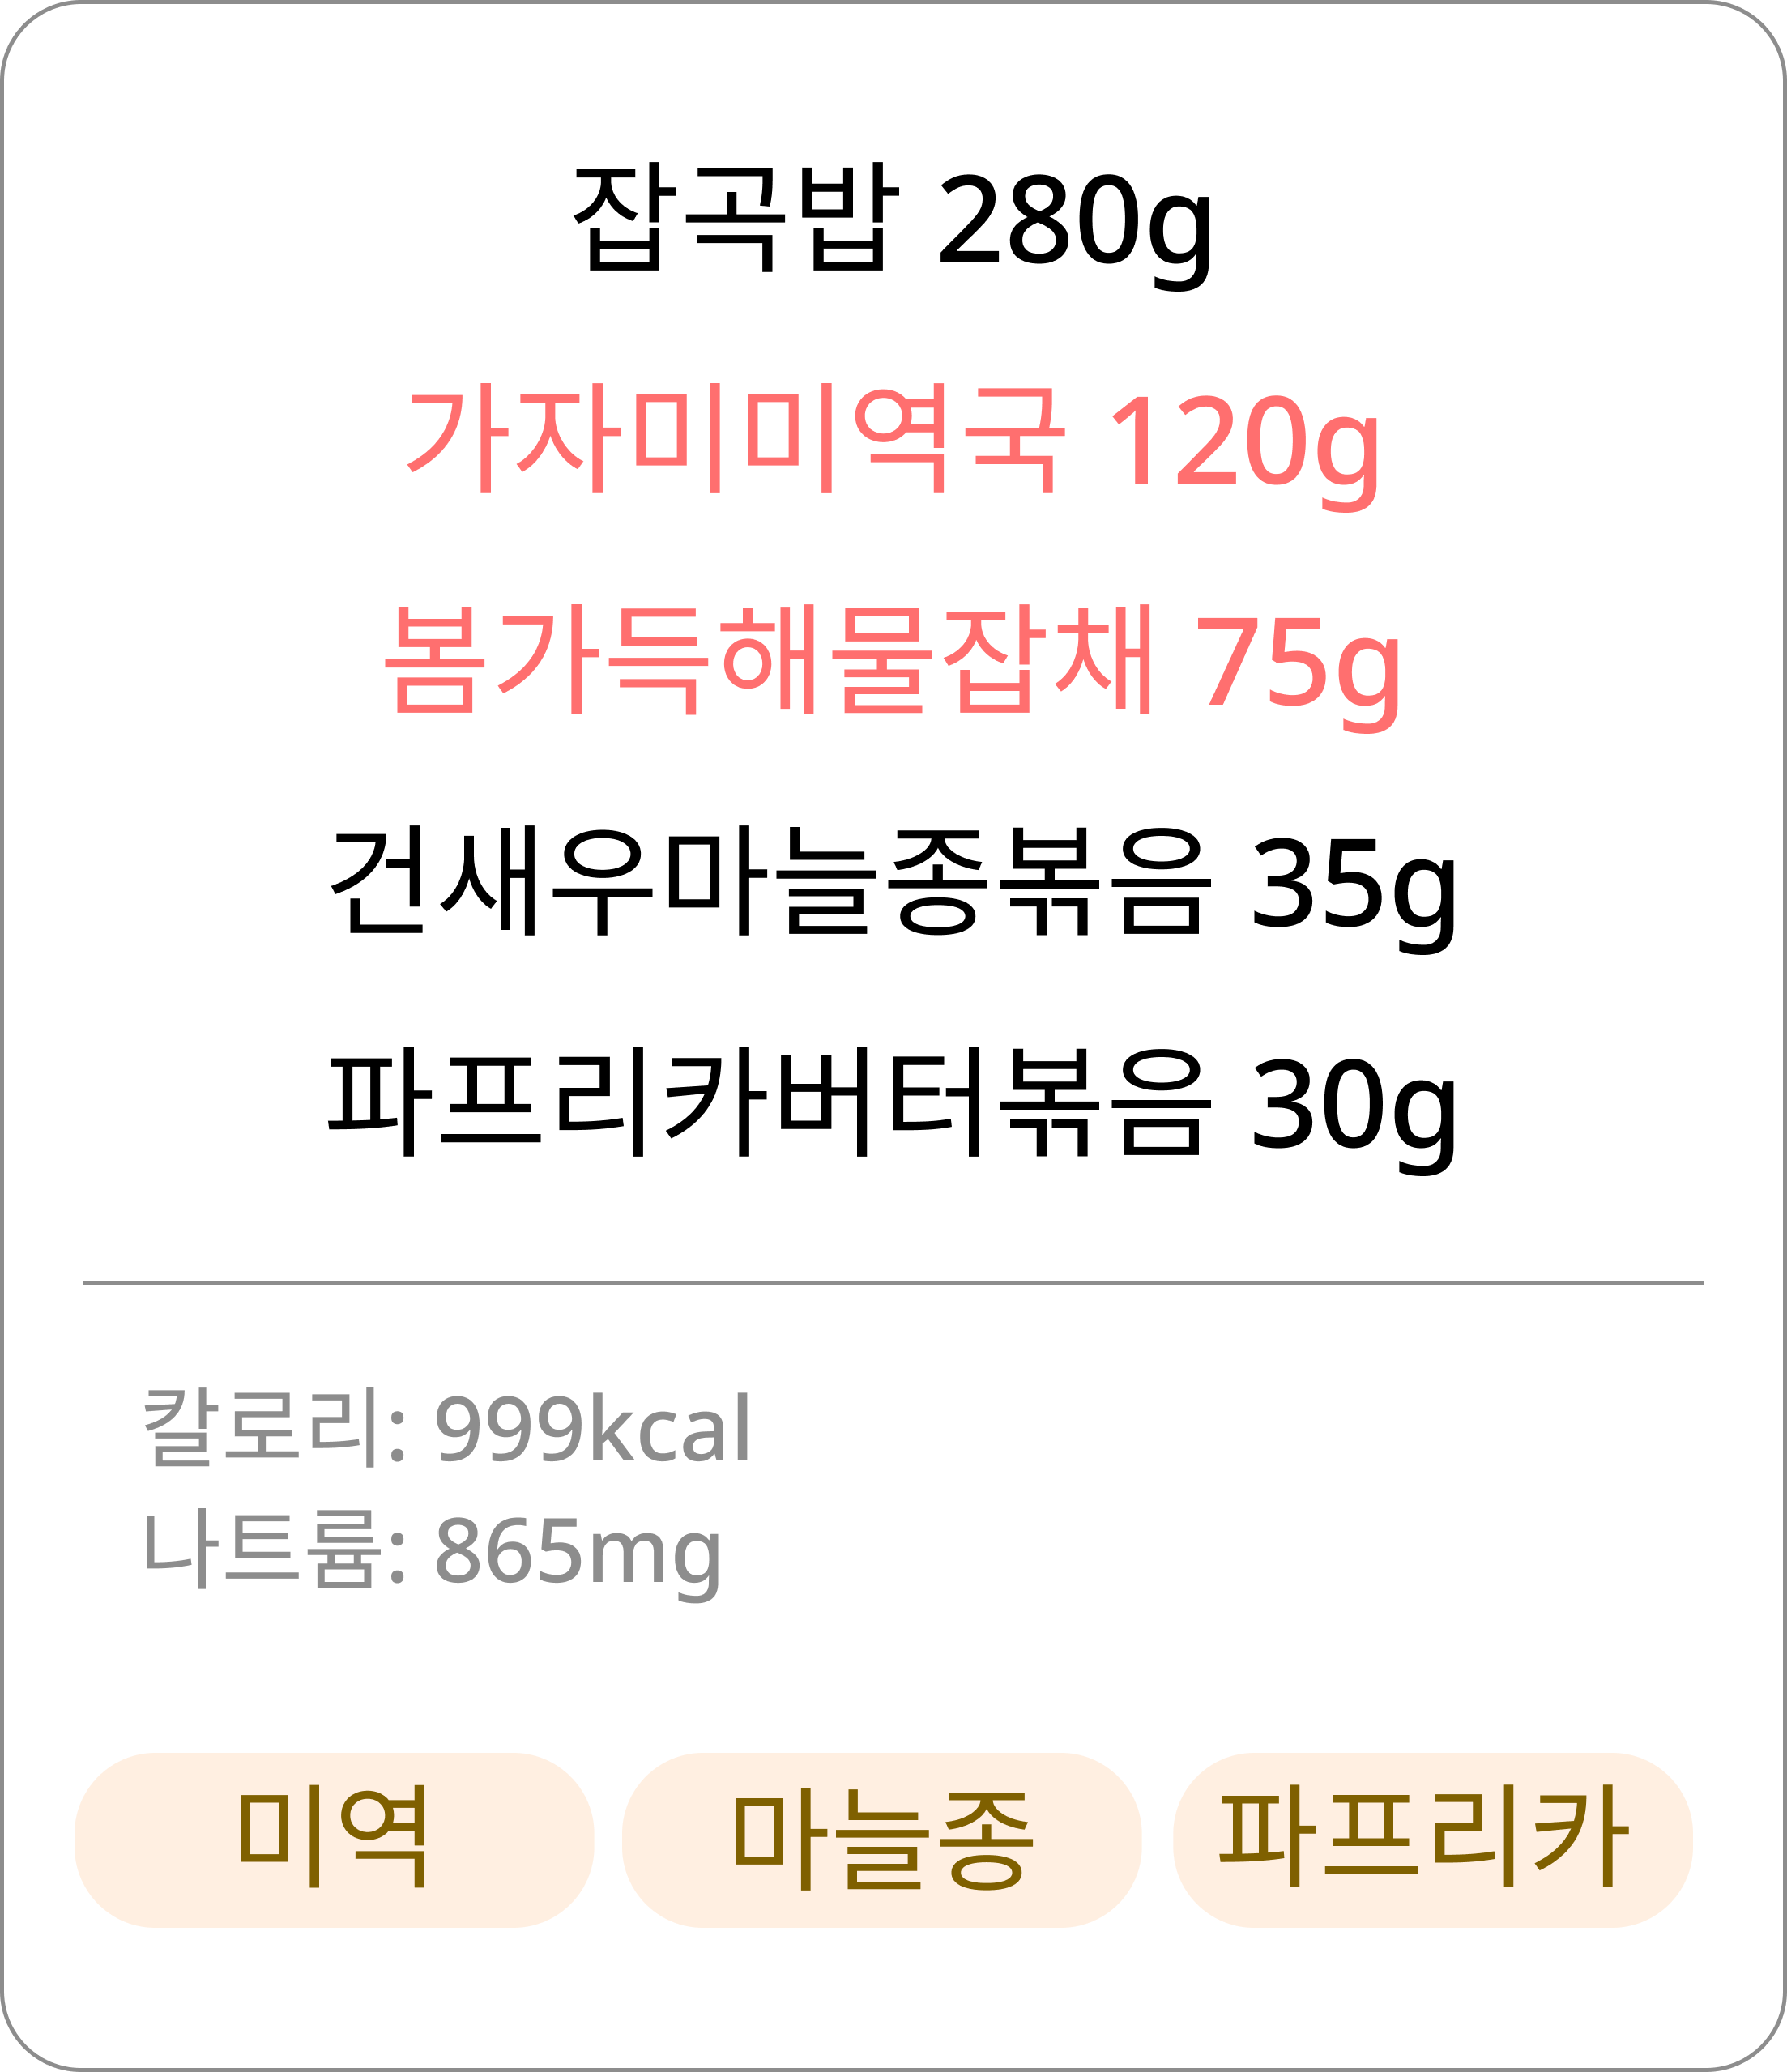 잡곡밥 280g
가자미미역국 120g
봄가득해물잡채 75g
건새우마늘종볶음 35g
파프리카버터볶음 30g
칼로리: 999kcal
나트륨: 865mg
미역 마늘종 파프리카